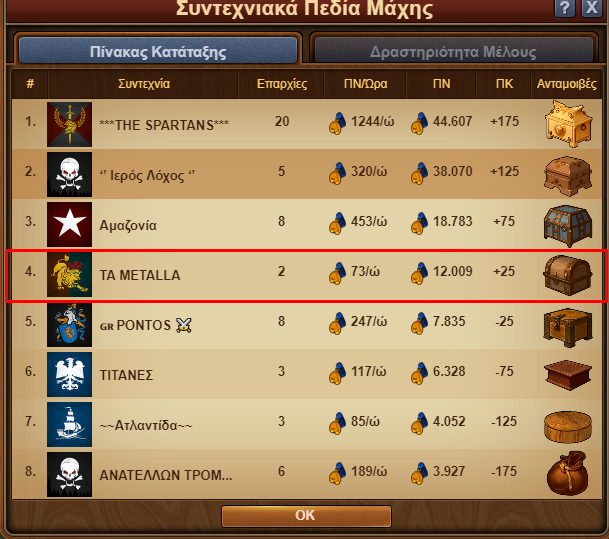 Συντεχνιακά Πεδία Μάχης ? X
Πίνακας Κατάταξης Δραστηριότητα Μέλους
# Συντεχνία Επαρχίες ΠΝ/Ώρα ΠΝ ΠΚ Ανταμοιβές
1. ***THE SPARTANS*** 20 1244/ώ 44.607 +175
2. ‘’ Ιερός Λόχος ‘’ 5 320/ώ 38.070 +125
3. Αμαζονία 8 453/ώ 18.783 +75
4. TA METALLA 2 73/ώ 12.009 +25
5. GR PONTOS ⚔ 8 247/ώ 7.835 -25
6. ΤΙΤΑΝΕΣ 3 117/ώ 6.328 -75
7. ~~Ατλαντίδα~~ 3 85/ώ 4.052 -125
8. ΑΝΑΤΕΛΛΩΝ ΤΡΟΜ... 6 189/ώ 3.927 -175
OK